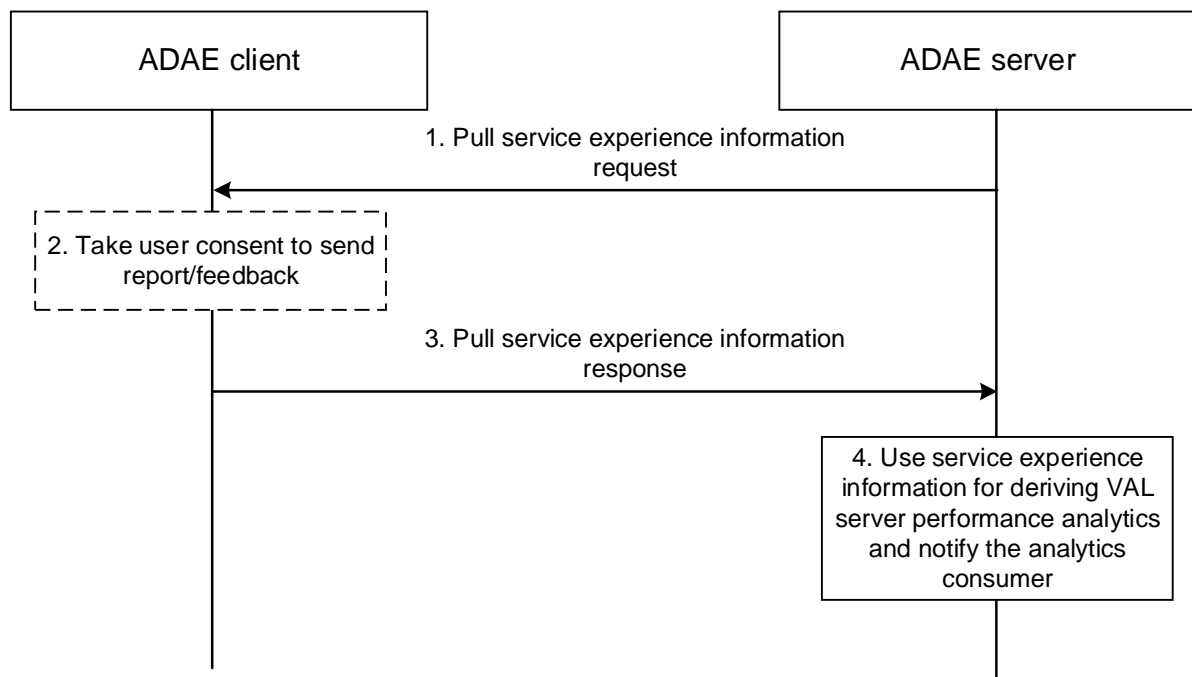 ADAE client
ADAE server
1. Pull service experience information
request
2. Take user consent to send
report/feedback
3. Pull service experience information
response
4. Use service experience
information for deriving VAL
server performance analytics
and notify the analytics
consumer